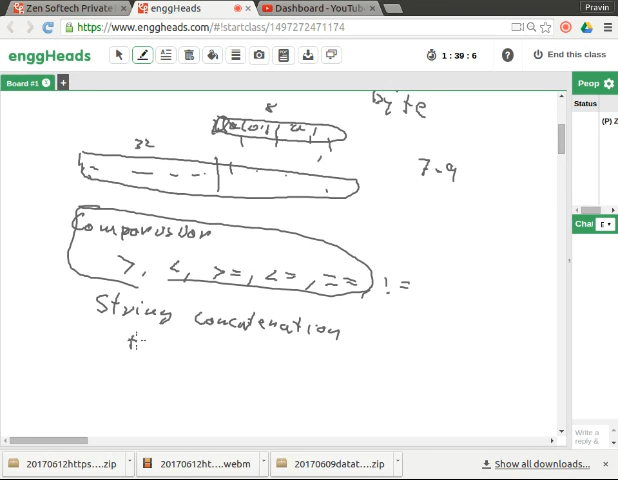 Zen Softech Private
enggHeads
Dashboard - YouTub
Pravin
https://www.enggheads.com/#!startclass/1497272471174
enggHeads
1 : 39 : 6
End this class
Board #1
Peop
Status
(P) Z
8
byte
32
7-9
Comparission
>, <, >=, <=, ==, !=
String concatenation
+
Chat
Write a
reply &
20170612https....zip
20170612ht....webm
20170609datat....zip
Show all downloads...